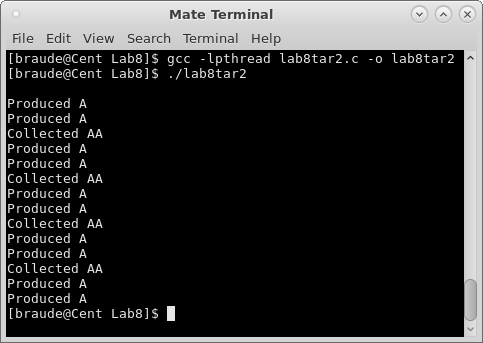 Mate Terminal
File Edit View Search Terminal Help
[braude@Cent Lab8]$ gcc -lpthread lab8tar2.c -o lab8tar2
[braude@Cent Lab8]$ ./lab8tar2
Produced A
Produced A
Collected AA
Produced A
Produced A
Collected AA
Produced A
Produced A
Collected AA
Produced A
Produced A
Collected AA
Produced A
Produced A
[braude@Cent Lab8]$